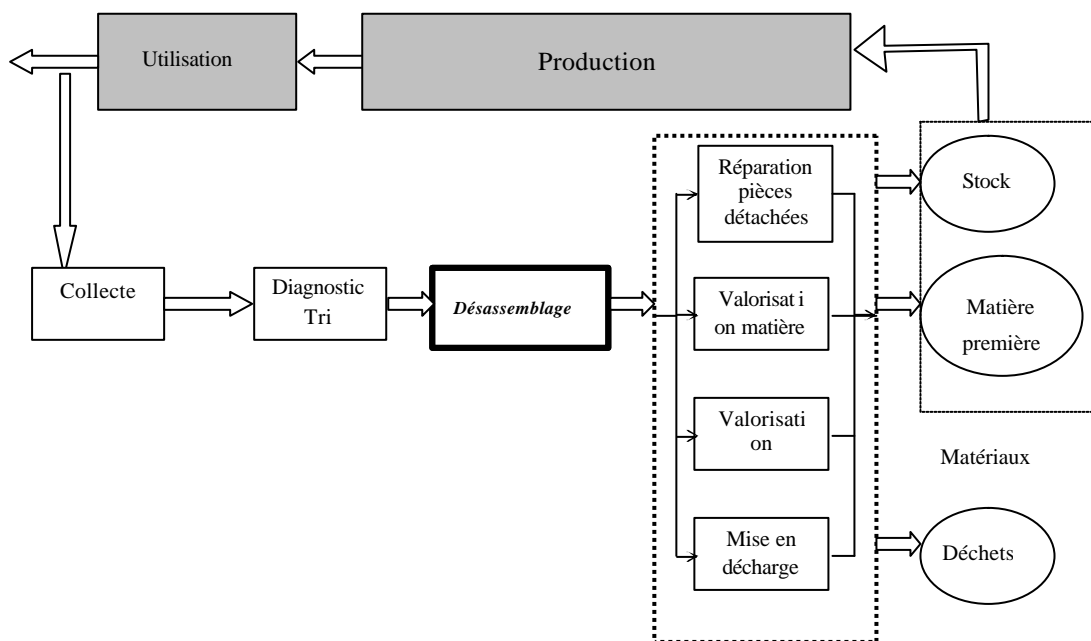 Utilisation
Production
Réparation
pièces
détachées
Stock
Collecte
Diagnostic
Tri
Désassemblage
Valorisat i
on matière
Matière
première
Valorisati
on
Matériaux
Mise en
décharge
Déchets